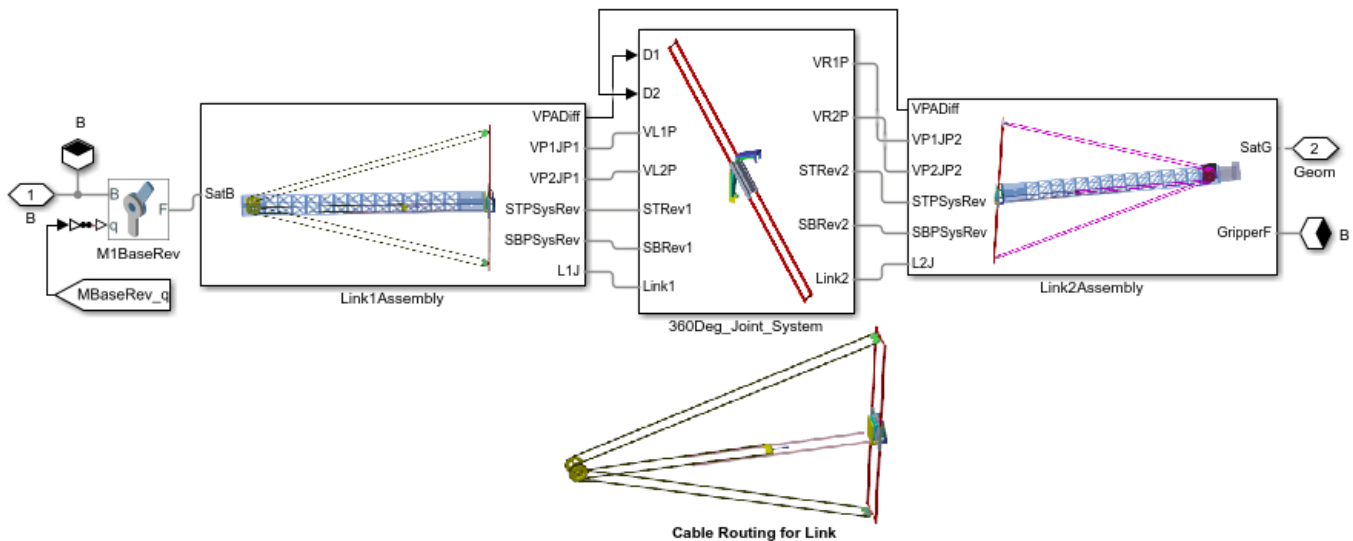 B
1
B
B
F
q
M1BaseRev
MBaseRev_q
SatB
VPADiff
VP1JP1
VP2JP1
STPSysRev
SBPSysRev
L1J
Link1Assembly
D1
D2
VL1P
VL2P
STRev1
SBRev1
Link1
VR1P
VR2P
STRev2
SBRev2
Link2
360Deg_Joint_System
VPADiff
VP1JP2
VP2JP2
STPSysRev
SBPSysRev
L2J
SatG
GripperF
Link2Assembly
2
Geom
B
Cable Routing for Link